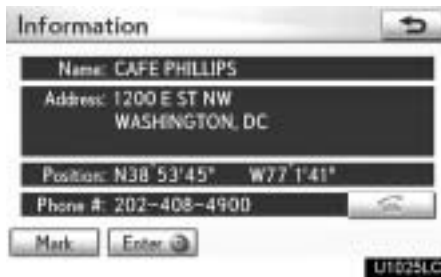 Information
Name: CAFE PHILLIPS
Address: 1200 E ST NW
WASHINGTON, DC
Position: N38°53'45" W77°1'41"
Phone #: 202-408-4900
Mark Enter
U1025LC